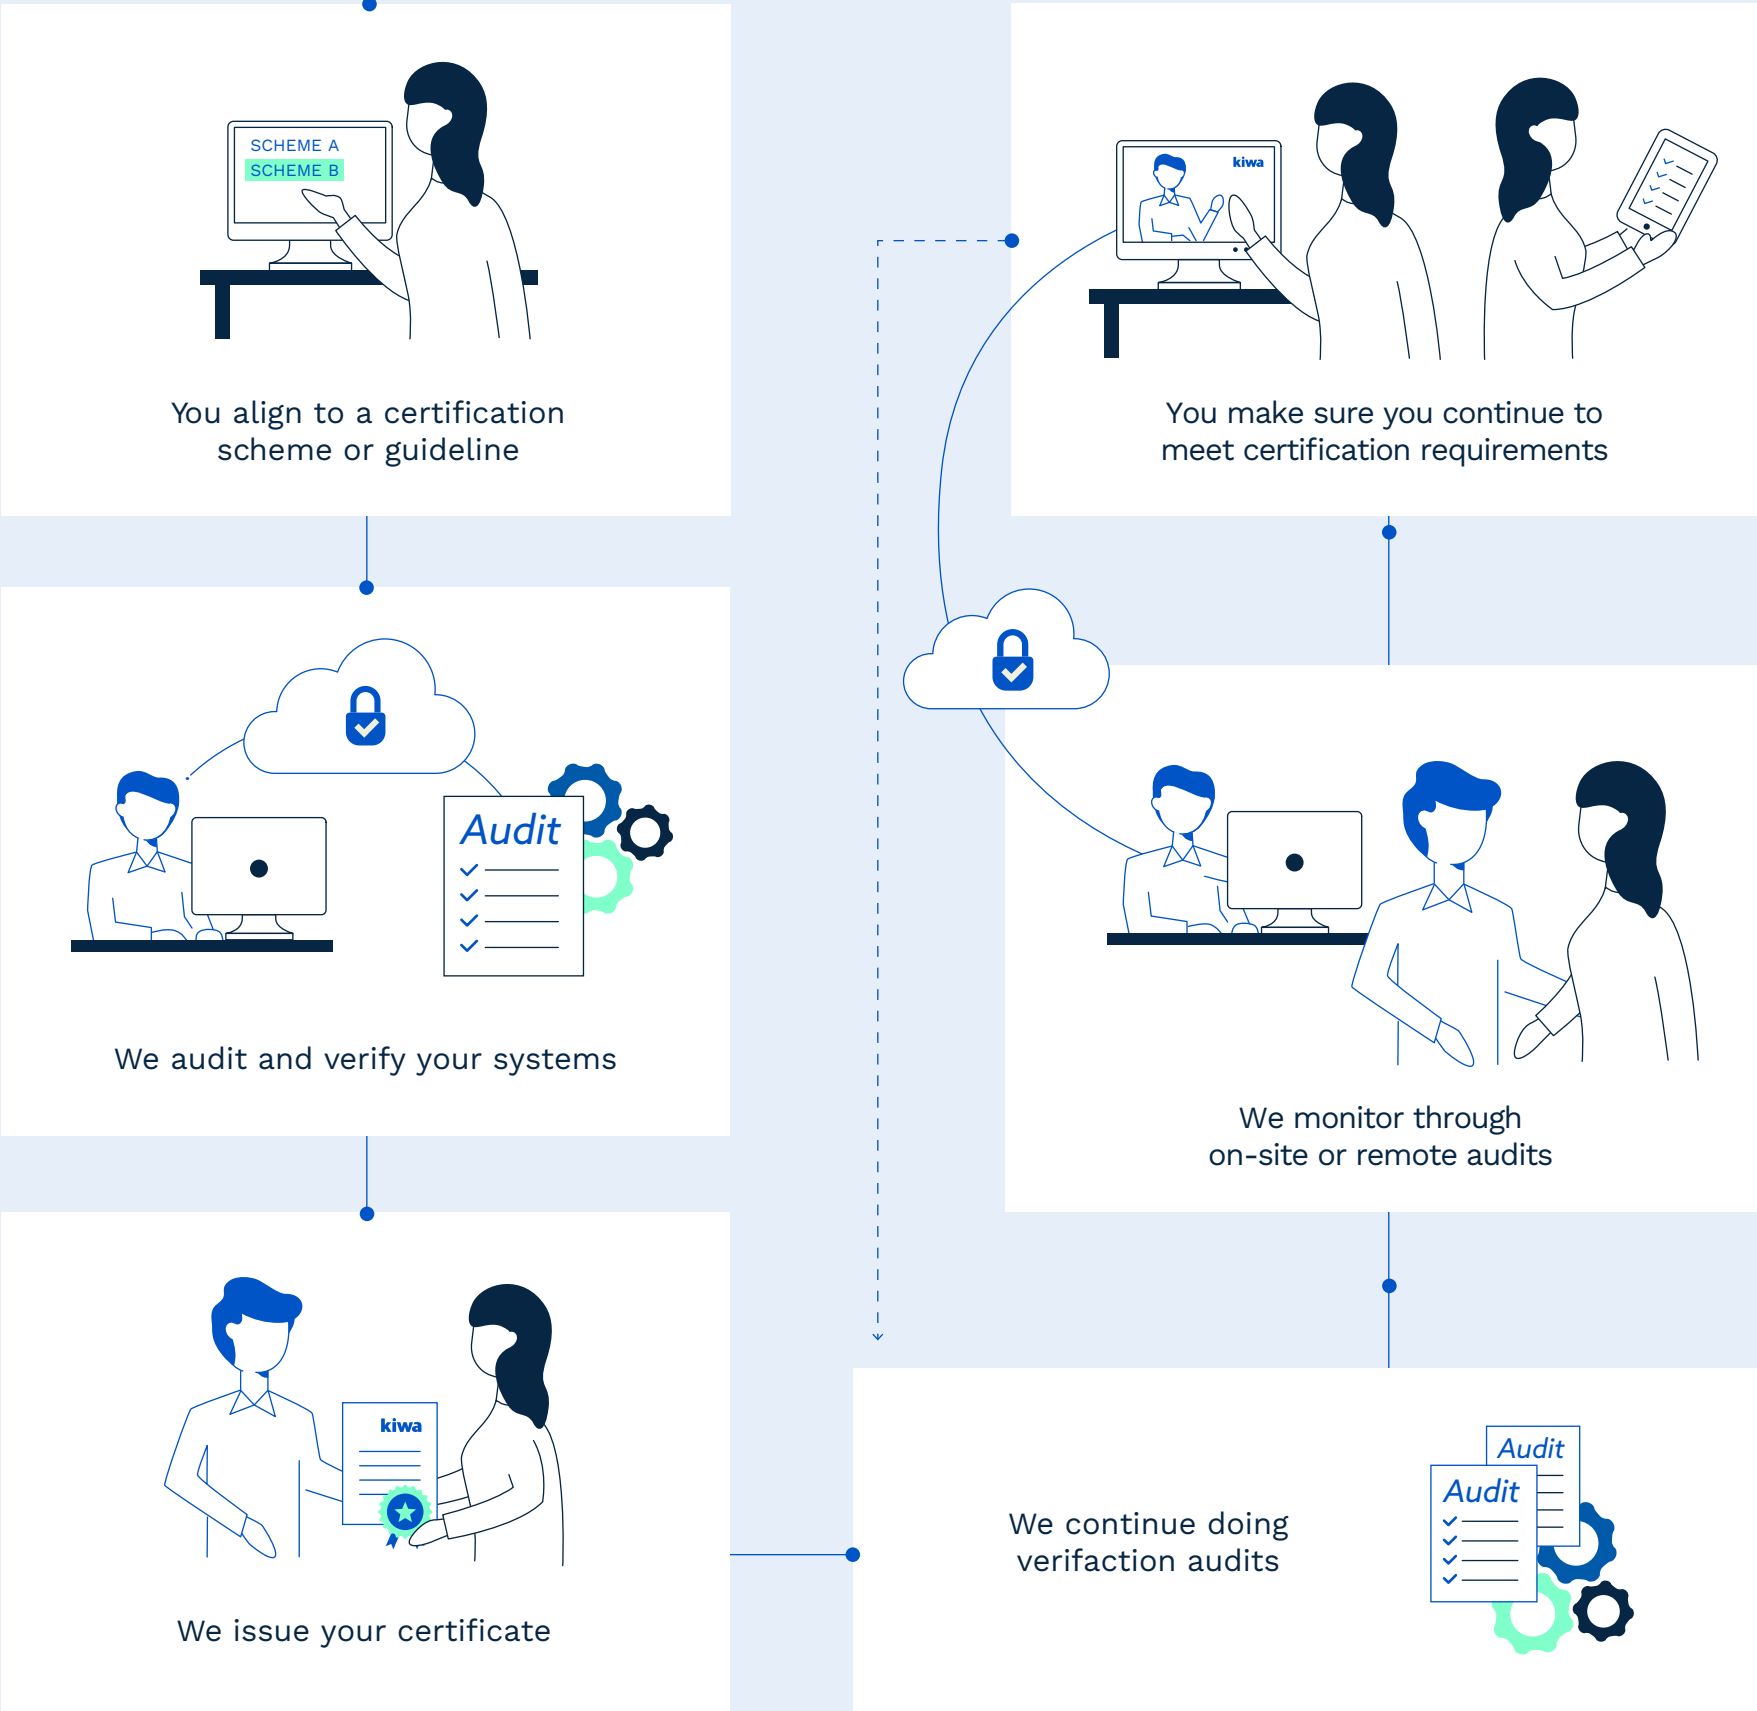 SCHEME A
SCHEME B
You align to a certification
scheme or guideline
Audit
We audit and verify your systems
kiwa
We issue your certificate
We continue doing
verifaction audits
Audit
Audit
We monitor through
on-site or remote audits
kiwa
You make sure you continue to
meet certification requirements